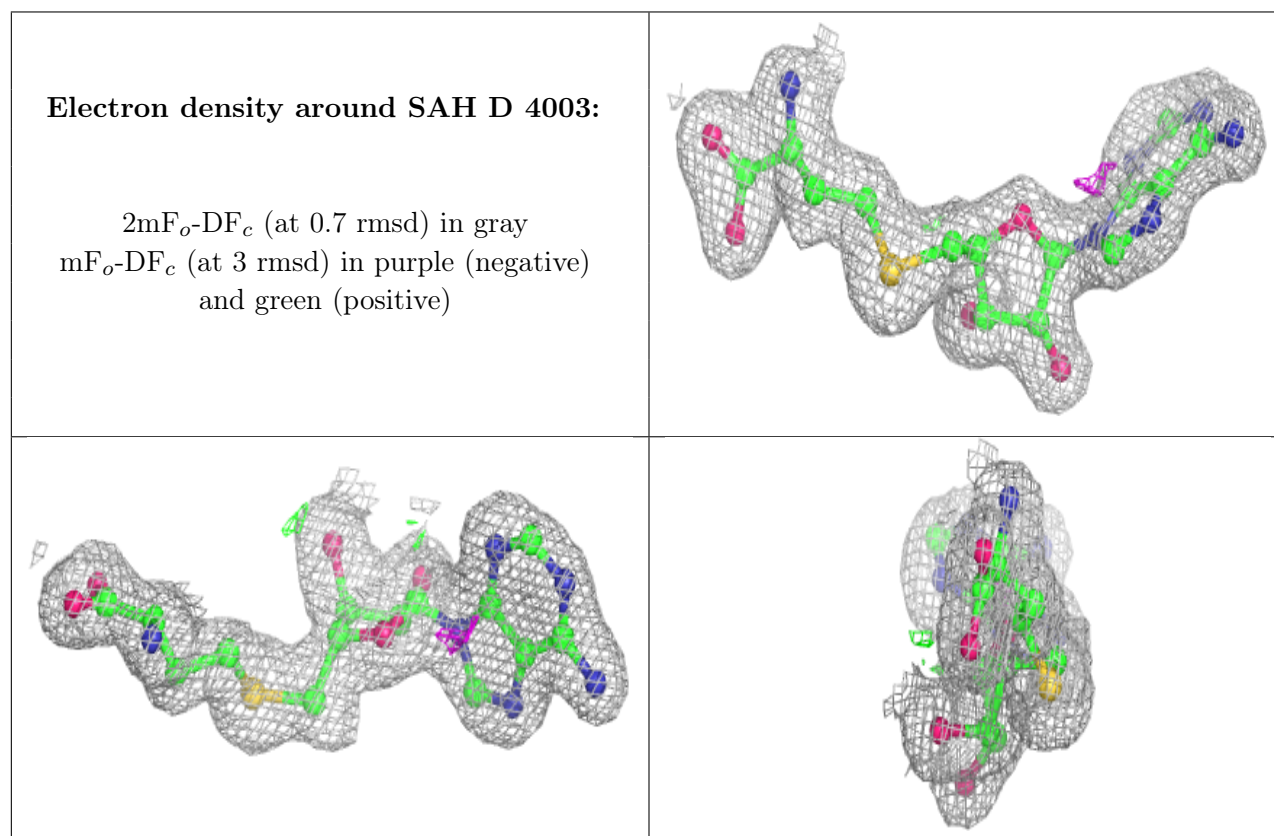 Electron density around SAH D 4003:
2mFo-DFc (at 0.7 rmsd) in gray
mFo-DFc (at 3 rmsd) in purple (negative)
and green (positive)